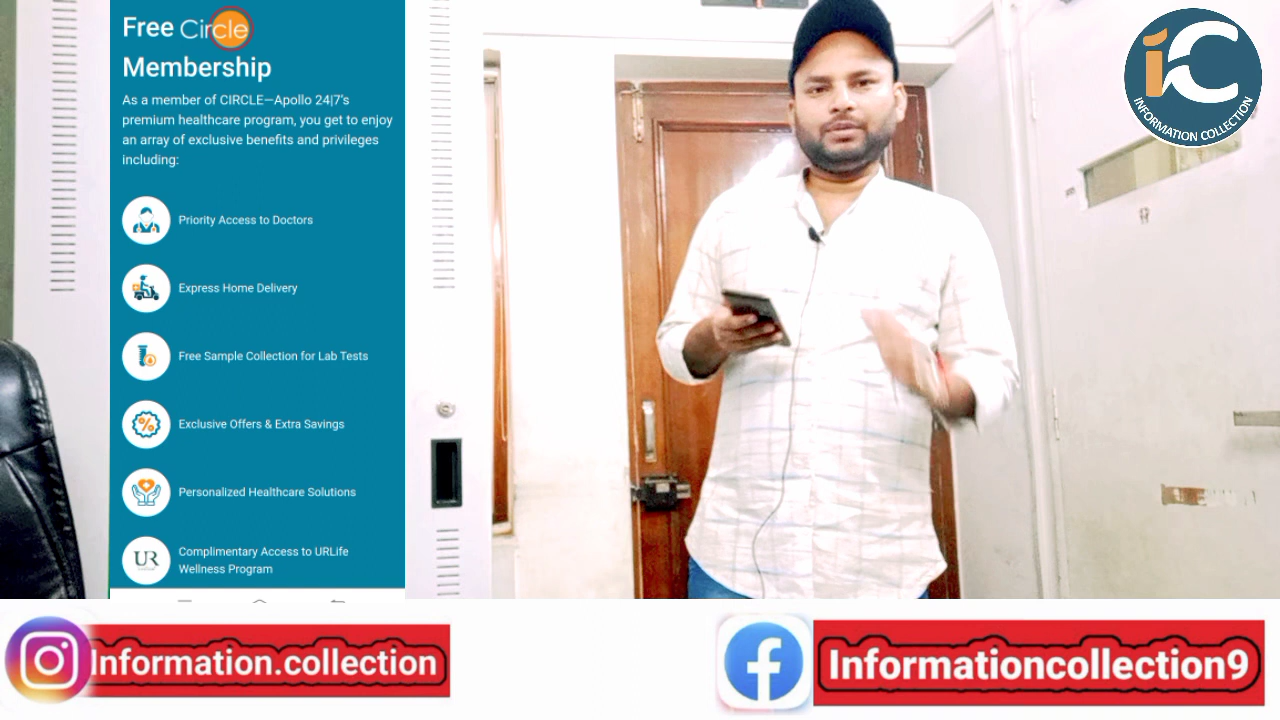 Free Circle
Membership
As a member of CIRCLE—Apollo 24|7's
premium healthcare program, you get to enjoy
an array of exclusive benefits and privileges
including:
Priority Access to Doctors
Express Home Delivery
Free Sample Collection for Lab Tests
Exclusive Offers & Extra Savings
Personalized Healthcare Solutions
UR
Complimentary Access to URLife
Wellness Program
iC
INFORMATION COLLECTION
Information.collection
Informationcollection9